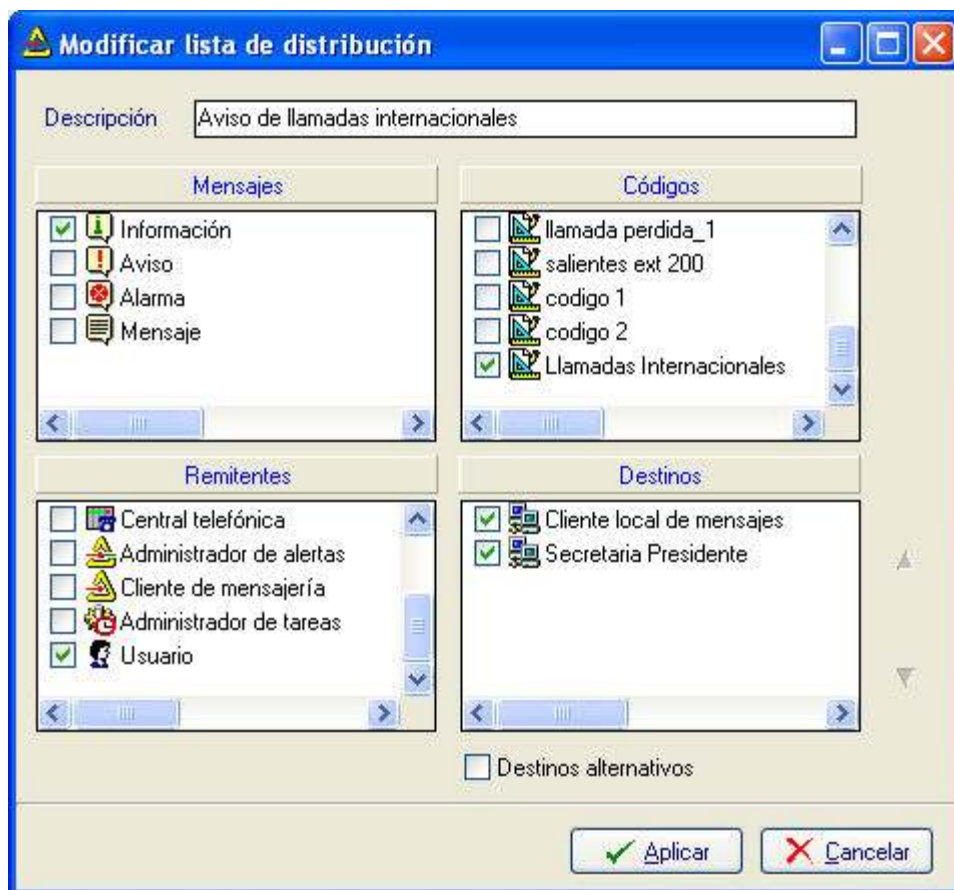 Modificar lista de distribución
Descripción
Aviso de llamadas internacionales
Mensajes
Información
Aviso
Alarma
Mensaje
Códigos
llamada perdida_1
salientes ext 200
codigo 1
codigo 2
Llamadas Internacionales
Remitentes
Central telefónica
Administrador de alertas
Cliente de mensajería
Administrador de tareas
Usuario
Destinos
Cliente local de mensajes
Secretaria Presidente
Destinos alternativos
Aplicar
Cancelar